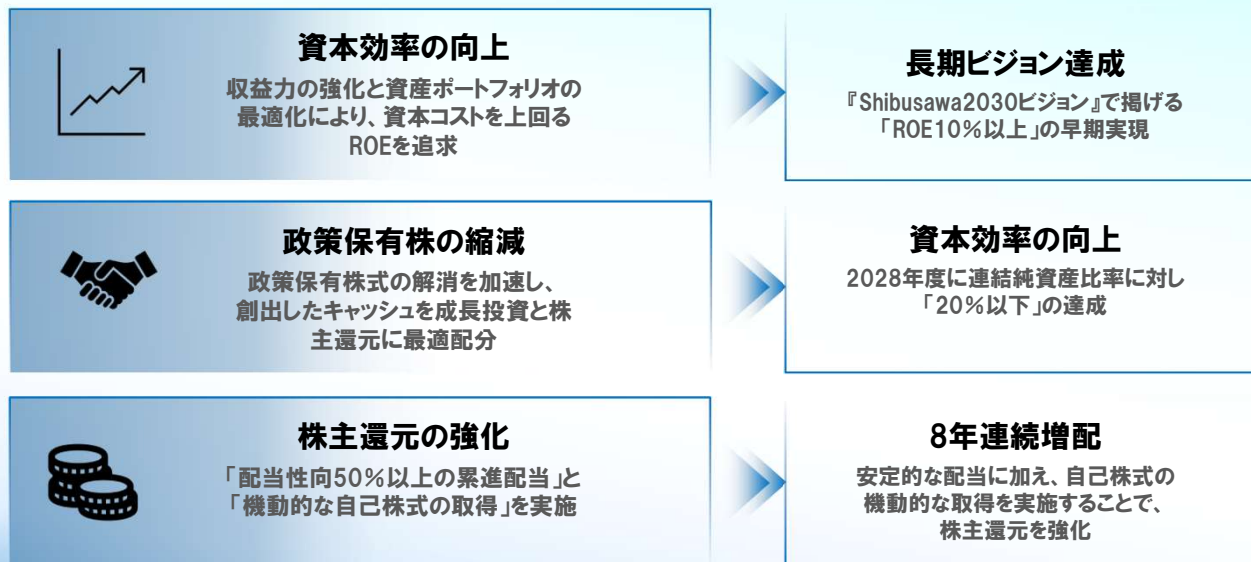 資本効率の向上
収益力の強化と資産ポートフォリオの
最適化により、資本コストを上回る
ROEを追求
長期ビジョン達成
『Shibusawa2030ビジョン』で掲げる
「ROE10％以上」の早期実現
政策保有株の縮減
政策保有株式の解消を加速し、
創出したキャッシュを成長投資と株
主還元に最適配分
資本効率の向上
2028年度に連結純資産比率に対し
「20％以下」の達成
株主還元の強化
「配当性向50％以上の累進配当」と
「機動的な自己株式の取得」を実施
8年連続増配
安定的な配当に加え、自己株式の
機動的な取得を実施することで、
株主還元を強化